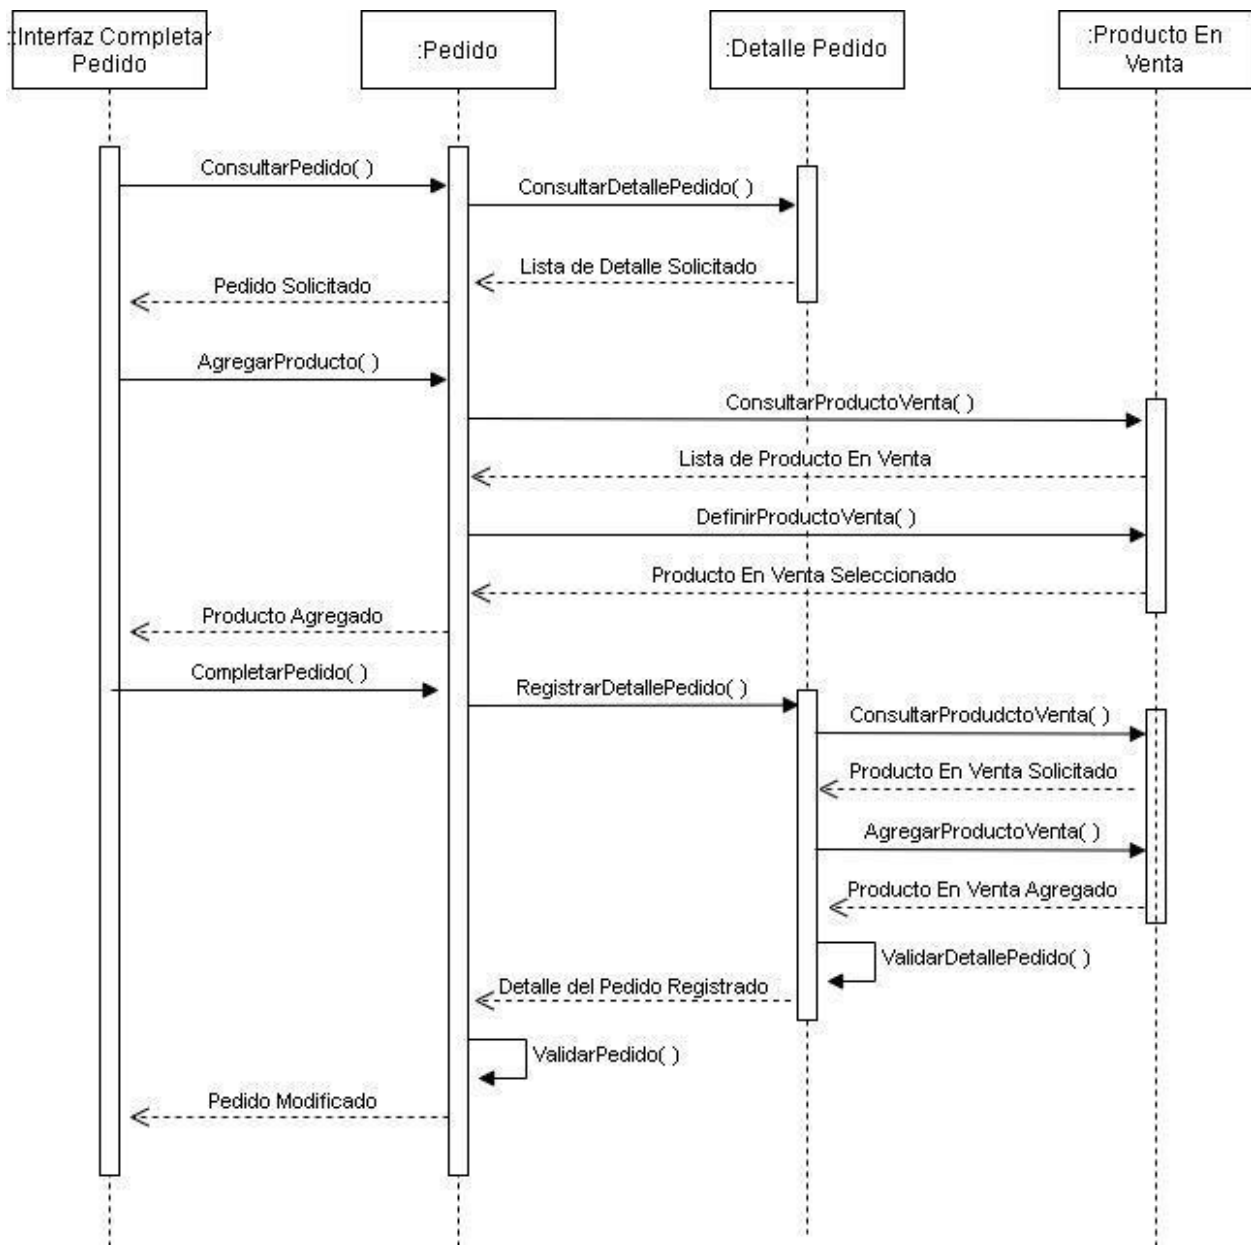 :Interfaz Completar
Pedido
:Pedido
:Detalle Pedido
:Producto En
Venta
ConsultarPedido( )
ConsultarDetallePedido( )
Lista de Detalle Solicitado
Pedido Solicitado
AgregarProducto( )
ConsultarProductoVenta( )
Lista de Producto En Venta
DefinirProductoVenta( )
Producto En Venta Seleccionado
Producto Agregado
CompletarPedido( )
RegistrarDetallePedido( )
ConsultarProdudctoVenta( )
Producto En Venta Solicitado
AgregarProductoVenta( )
Producto En Venta Agregado
ValidarDetallePedido( )
Detalle del Pedido Registrado
ValidarPedido( )
Pedido Modificado